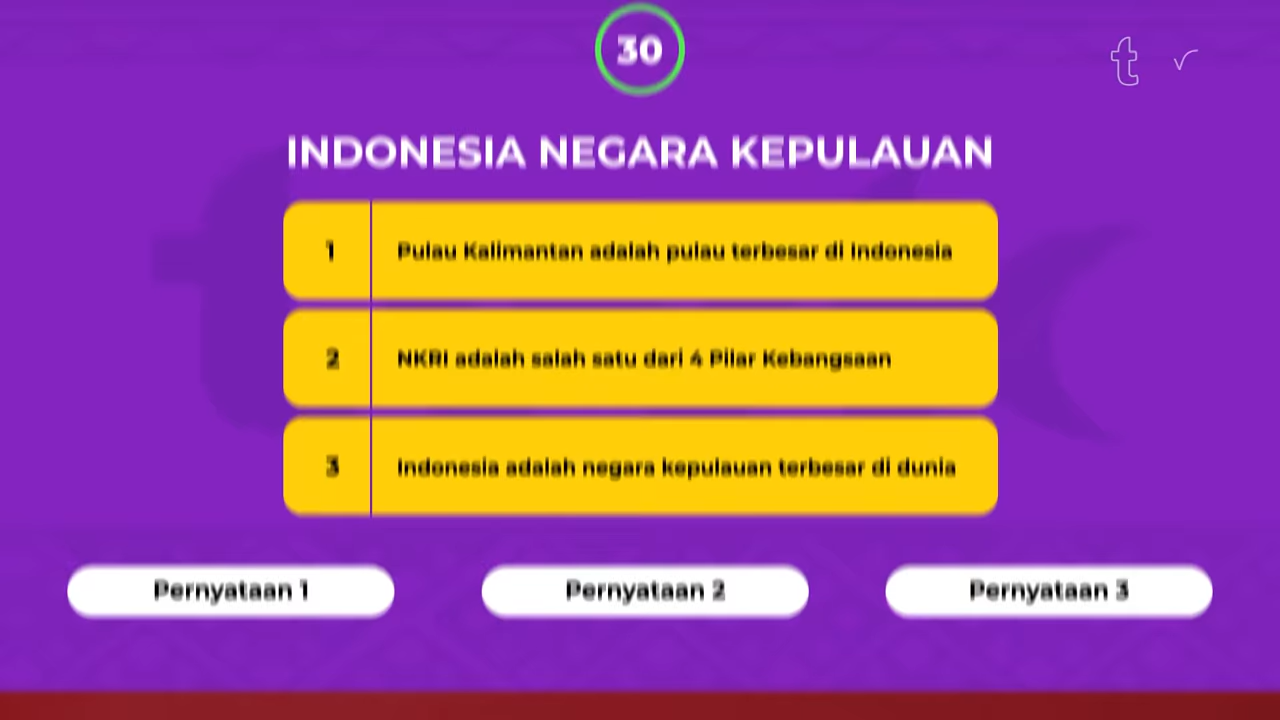 30
t √
INDONESIA NEGARA KEPULAUAN
1 Pulau Kalimantan adalah pulau terbesar di Indonesia
2 NKRI adalah salah satu dari 4 Pilar Kebangsaan
3 Indonesia adalah negara kepulauan terbesar di dunia
Pernyataan 1 Pernyataan 2 Pernyataan 3